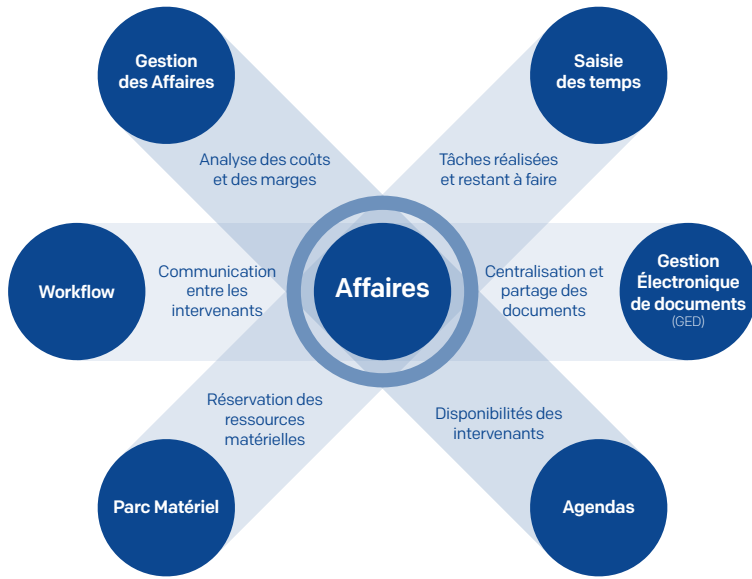 Gestion
des Affaires
Saisie
des temps
Analyse des coûts
et des marges
Tâches réalisées
et restant à faire
Workflow
Communication
entre les
intervenants
Affaires
Centralisation et
partage des
documents
Gestion
Électronique
de documents
(GED)
Réservation des
ressources
matérielles
Disponibilités des
intervenants
Parc Matériel
Agendas